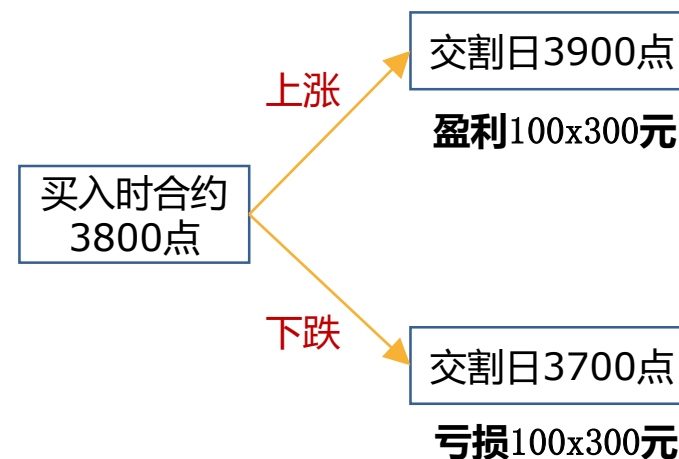 交割日3900点
上涨
盈利100x300元
买入时合约
3800点
下跌
交割日3700点
亏损100x300元